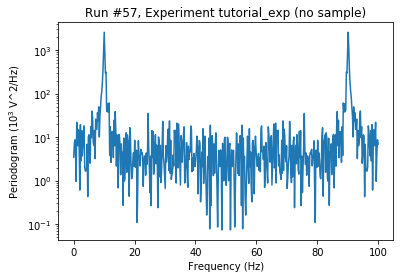 Run #57, Experiment tutorial_exp (no sample)
Periodogram (10³ V^2/Hz)
10³
10²
10¹
10⁰
10⁻¹
0 20 40 60 80 100
Frequency (Hz)